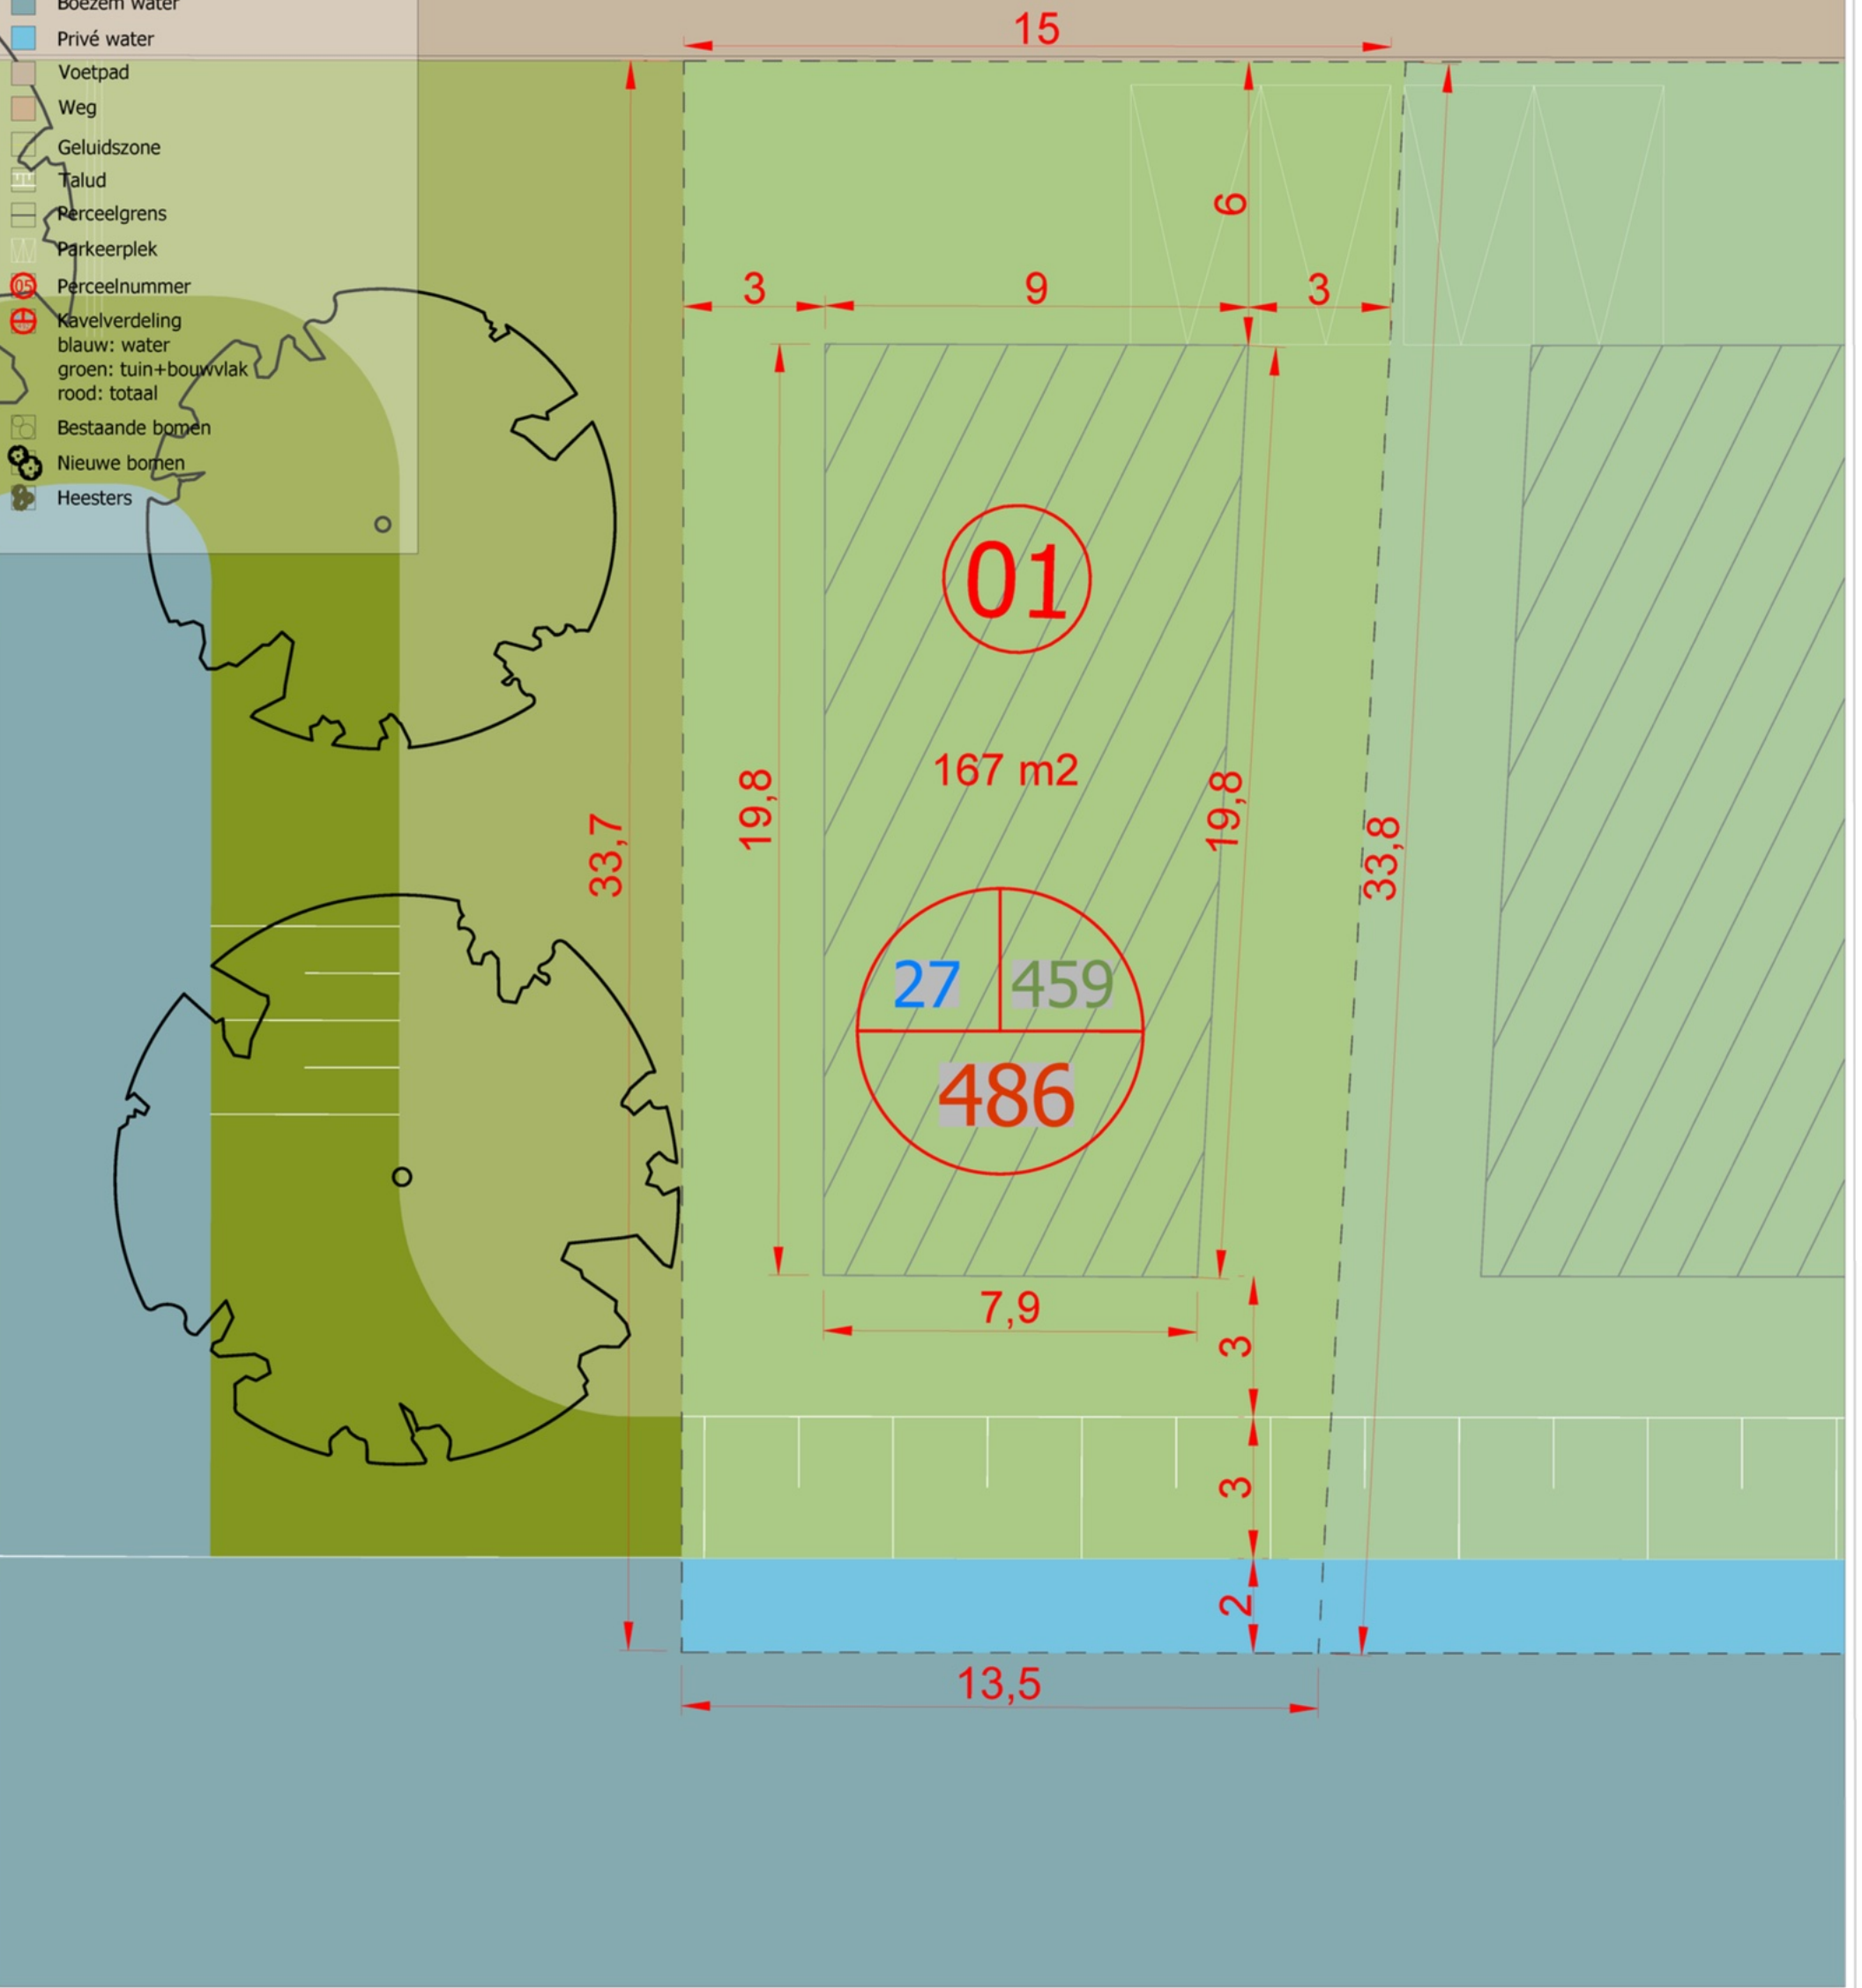 Boezem water
Privé water
Voetpad
Weg
Geluidszone
Talud
Perceelgrens
Parkeerplek
05 Perceelnummer
Kavelverdeling
blauw: water
groen: tuin+bouwvlak
rood: totaal
Bestaande bomen
Nieuwe bomen
Heesters
15
6
3
9
3
01
167 m2
19,8
19,8
33,7
33,8
27
459
486
7,9
3
3
2
13,5